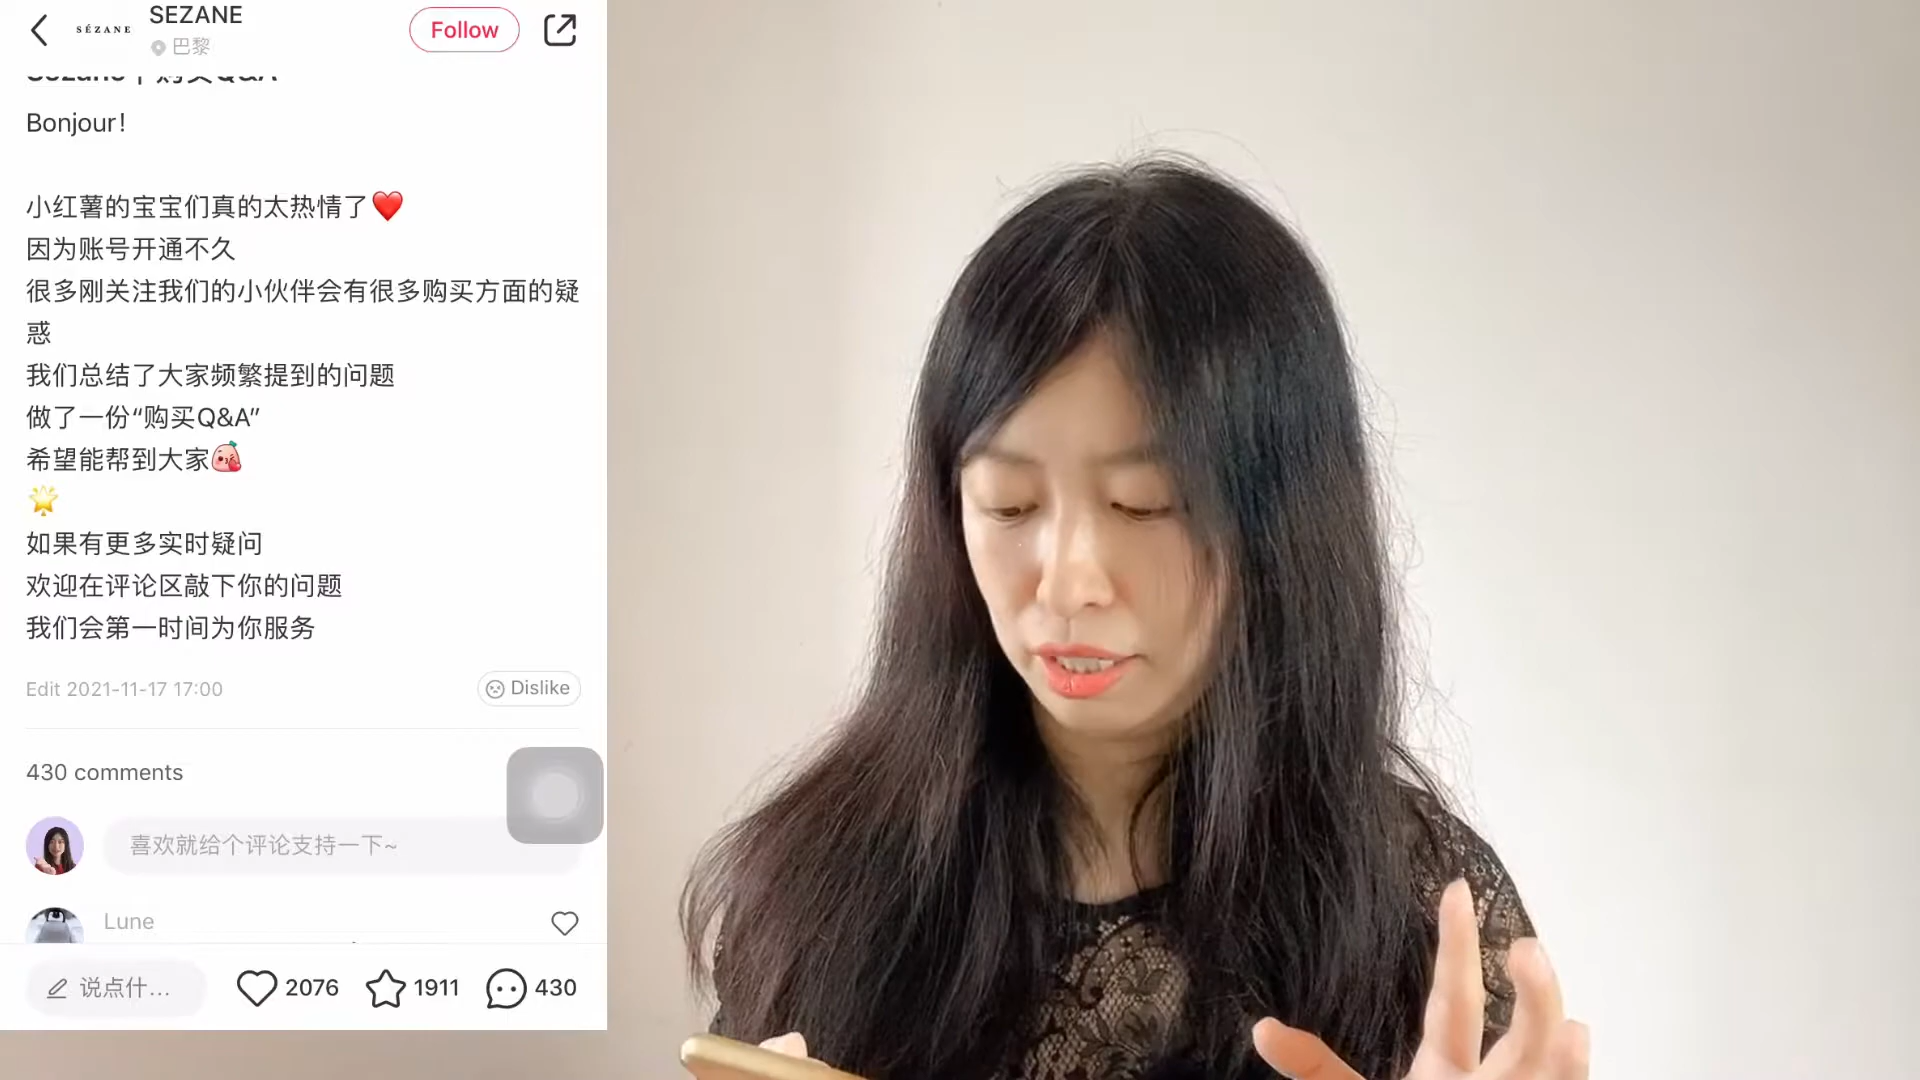 SEZANE
SÉZANE
巴黎
Follow
Sézane｜购买Q&A
Bonjour！
小红薯的宝宝们真的太热情了❤️
因为账号开通不久
很多刚关注我们的小伙伴会有很多购买方面的疑
惑
我们总结了大家频繁提到的问题
做了一份“购买Q&A”
希望能帮到大家
🌟
如果有更多实时疑问
欢迎在评论区敲下你的问题
我们会第一时间为你服务
Edit 2021-11-17 17:00
Dislike
430 comments
喜欢就给个评论支持一下~
Lune
说点什...
2076
1911
430